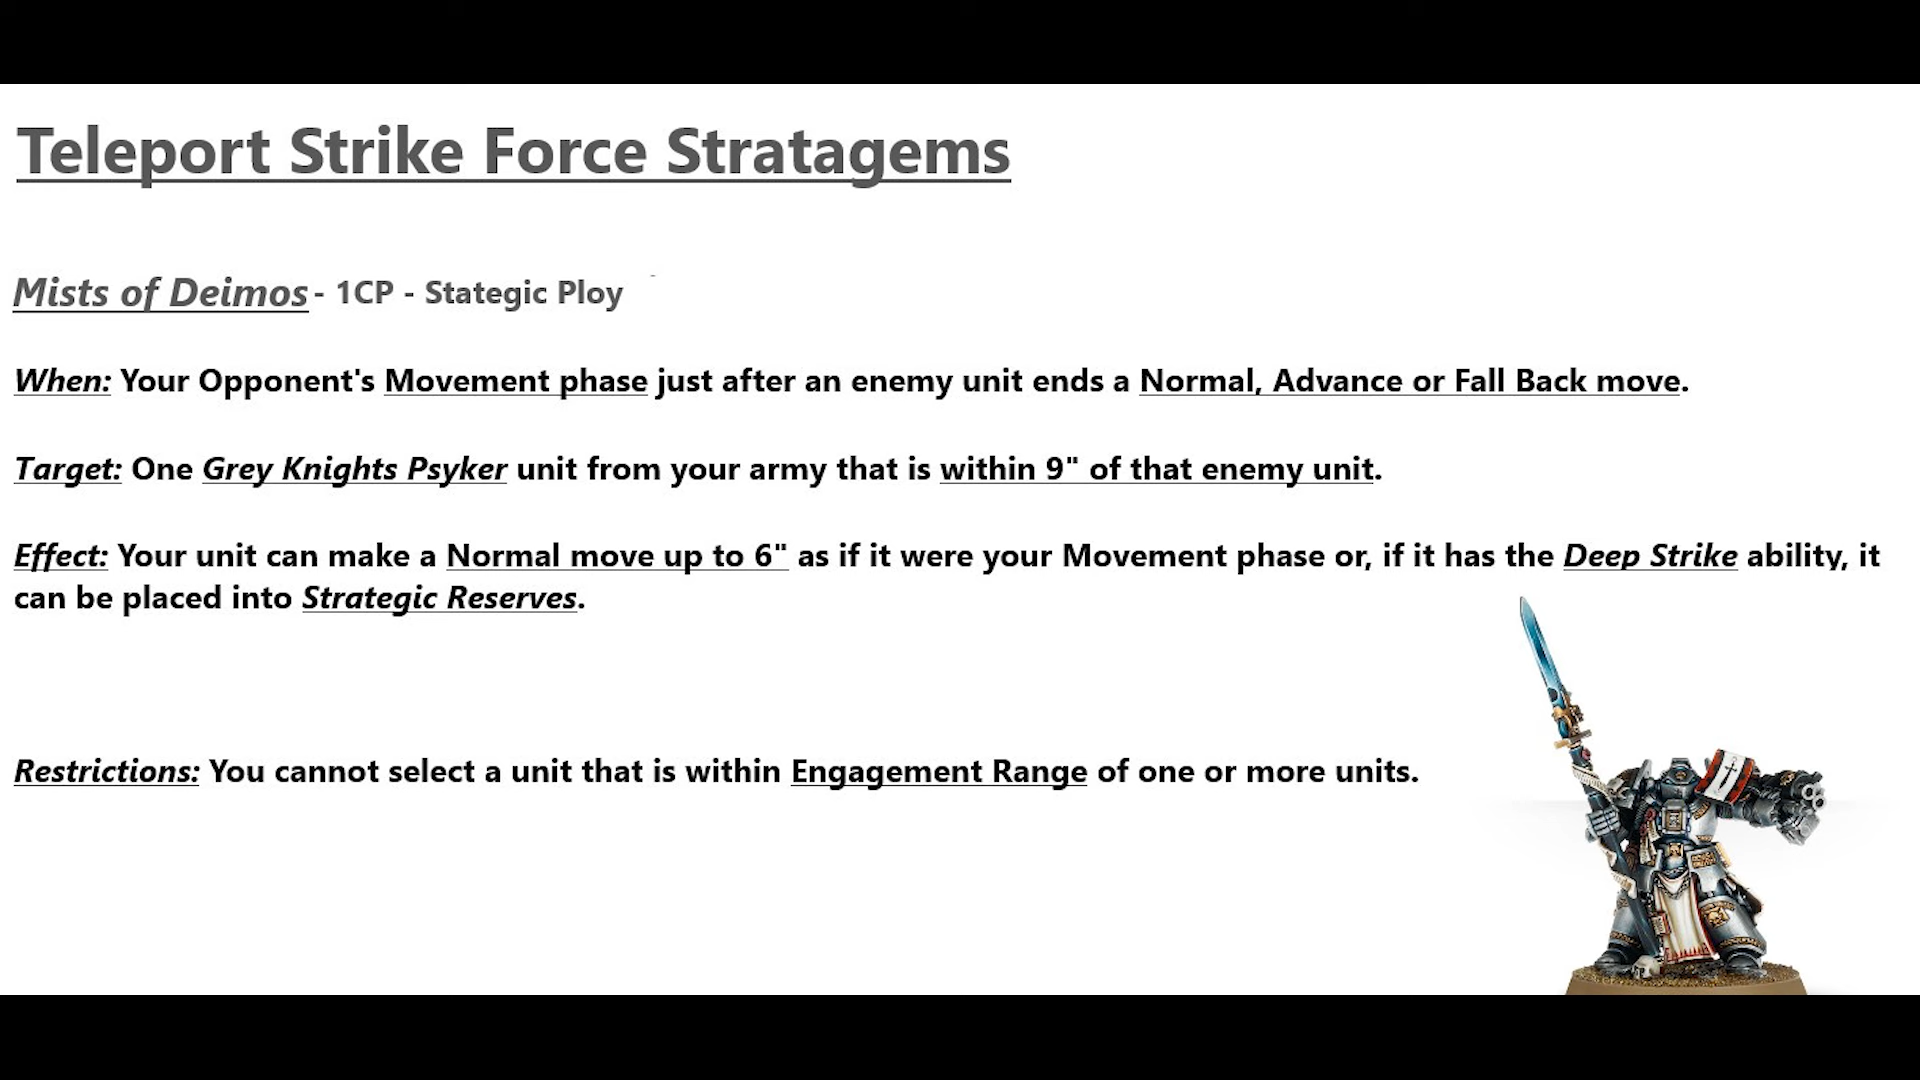 Teleport Strike Force Stratagems
Mists of Deimos - 1CP - Stategic Ploy
When: Your Opponent's Movement phase just after an enemy unit ends a Normal, Advance or Fall Back move.
Target: One Grey Knights Psyker unit from your army that is within 9" of that enemy unit.
Effect: Your unit can make a Normal move up to 6" as if it were your Movement phase or, if it has the Deep Strike ability, it
can be placed into Strategic Reserves.
Restrictions: You cannot select a unit that is within Engagement Range of one or more units.